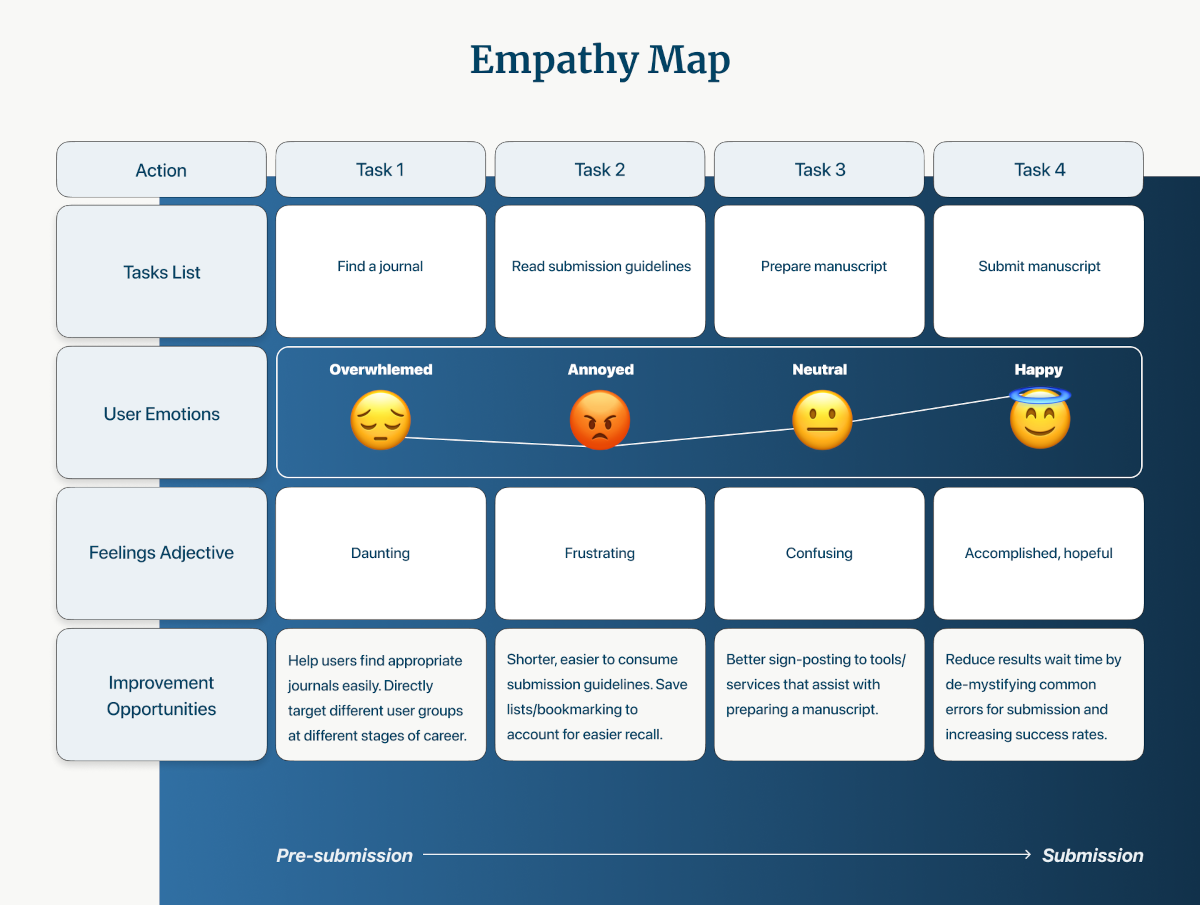 Empathy Map
Action
Task 1
Task 2
Task 3
Task 4
Tasks List
Find a journal
Read submission guidelines
Prepare manuscript
Submit manuscript
User Emotions
Overwhlemed
Annoyed
Neutral
Happy
Feelings Adjective
Daunting
Frustrating
Confusing
Accomplished, hopeful
Improvement
Opportunities
Help users find appropriate
journals easily. Directly
target different user groups
at different stages of career.
Shorter, easier to consume
submission guidelines. Save
lists/bookmarking to
account for easier recall.
Better sign-posting to tools/
services that assist with
preparing a manuscript.
Reduce results wait time by
de-mystifying common
errors for submission and
increasing success rates.
Pre-submission
Submission